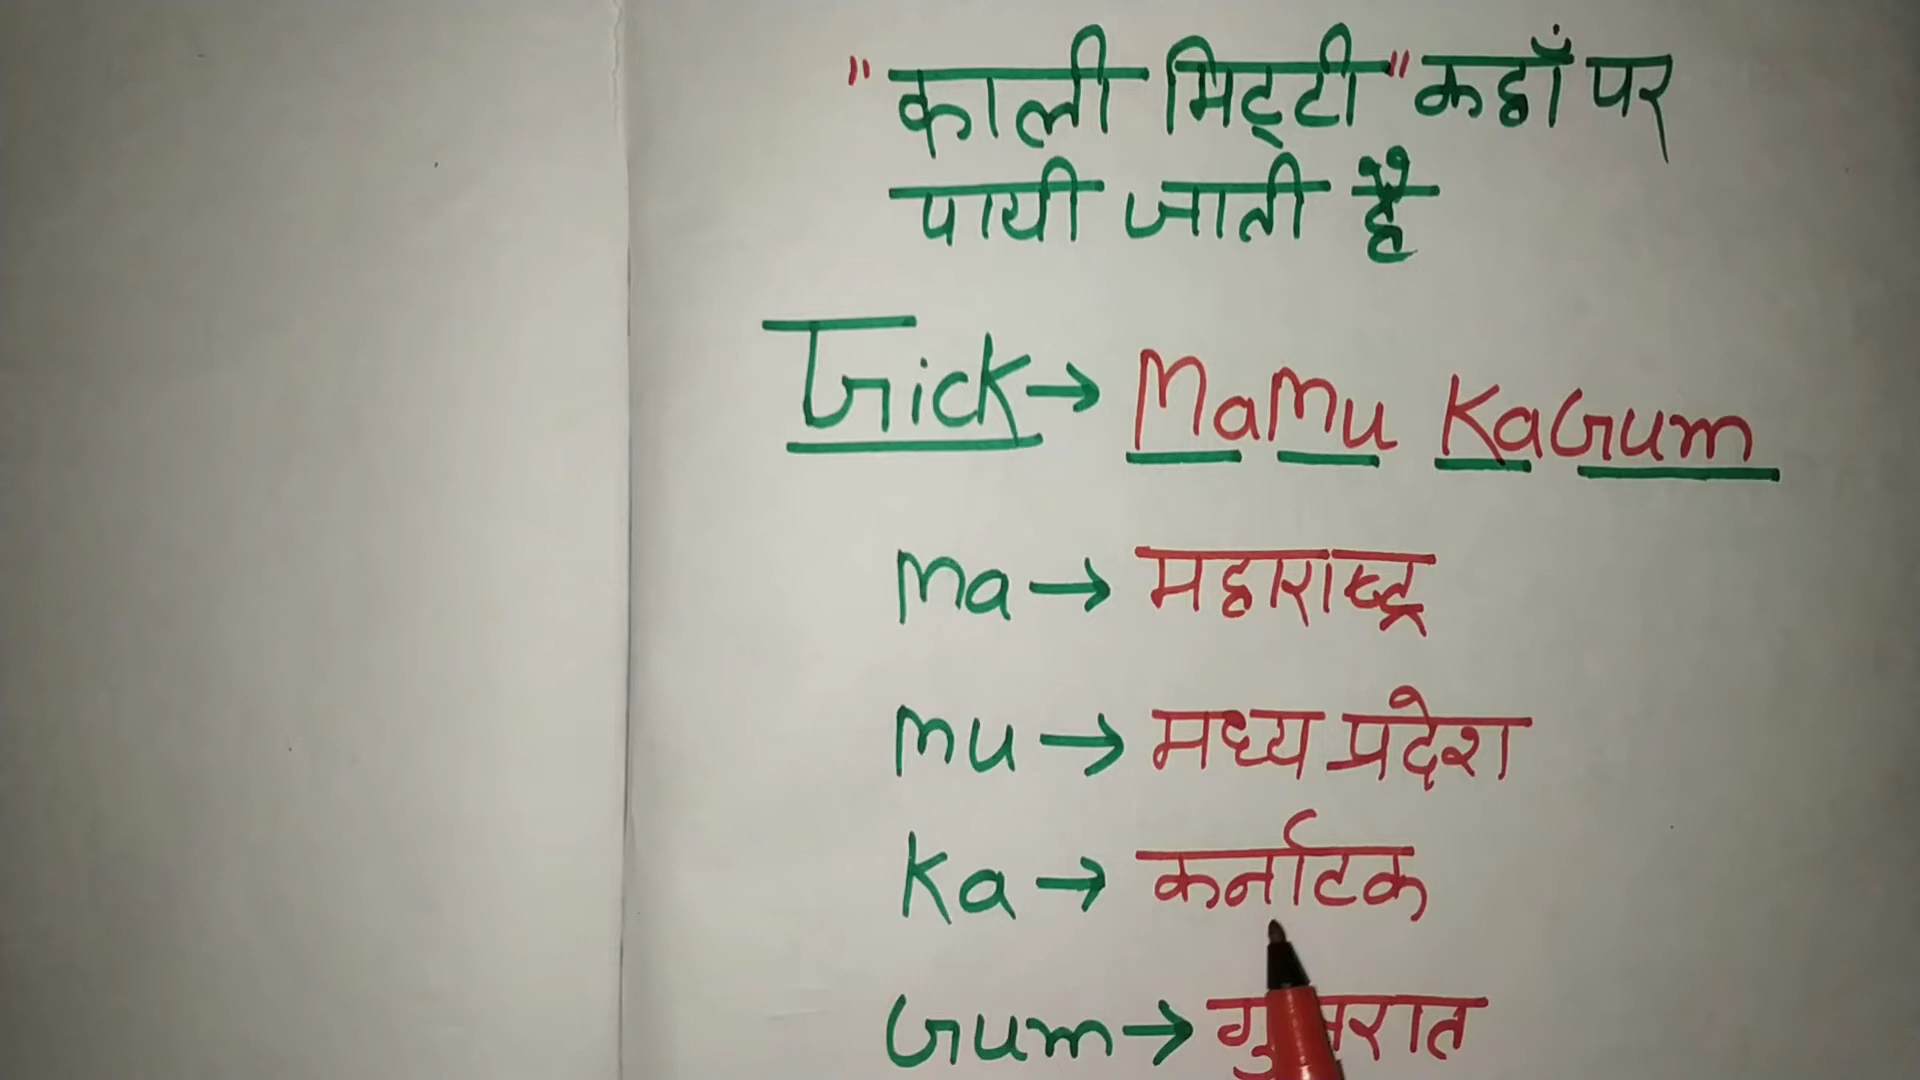 "काली मिट्टी" कहाँ पर
पायी जाती है
Trick → MaMu KaGum
Ma → महाराष्ट्र
Mu → मध्य प्रदेश
Ka → कर्नाटक
Gum → गुजरात